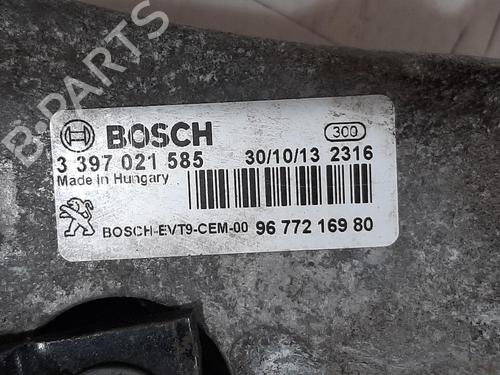 B-PARTS
BOSCH 300
3 397 021 585 30/10/13 2316
Made in Hungary
BOSCH-EVT9-CEM-00 96 772 169 80